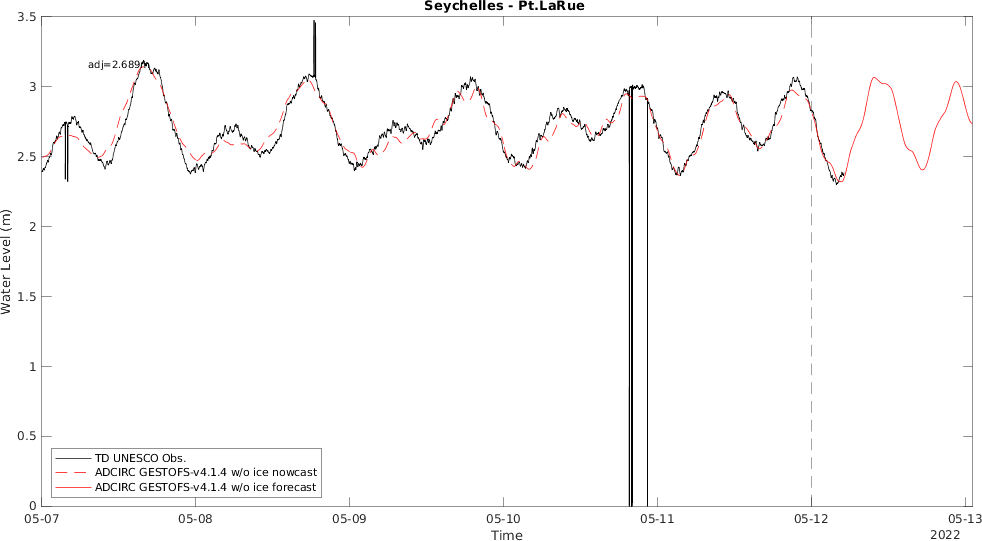 Seychelles - Pt.LaRue
adj=2.689
Water Level (m)
3.5
3
2.5
2
1.5
1
0.5
0
TD UNESCO Obs.
ADCIRC GESTOFS-v4.1.4 w/o ice nowcast
ADCIRC GESTOFS-v4.1.4 w/o ice forecast
05-07 05-08 05-09 05-10 05-11 05-12 05-13
Time
2022